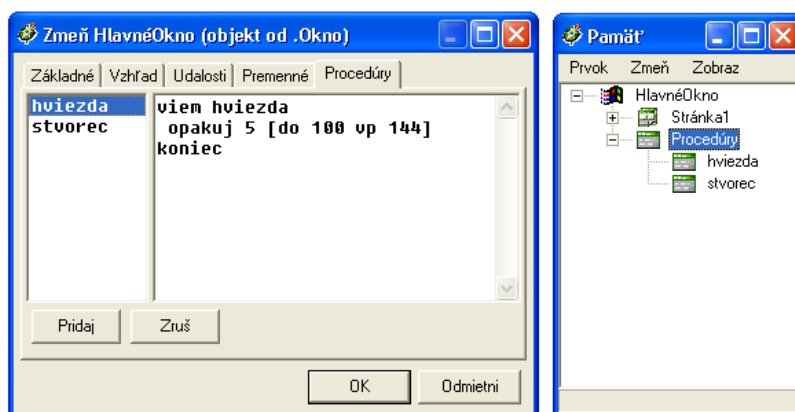 Zmeň HlavnéOkno (objekt od .Okno)
Základné Vzhľad Udalosti Premenné Procedúry
hviezda
stvorec
viem hviezda
opakuj 5 [do 100 vp 144]
koniec
Pridaj Zruš
OK Odmietni
Pamäť
Prvok Zmeň Zobraz
HlavnéOkno
Stránka1
Procedúry
hviezda
stvorec